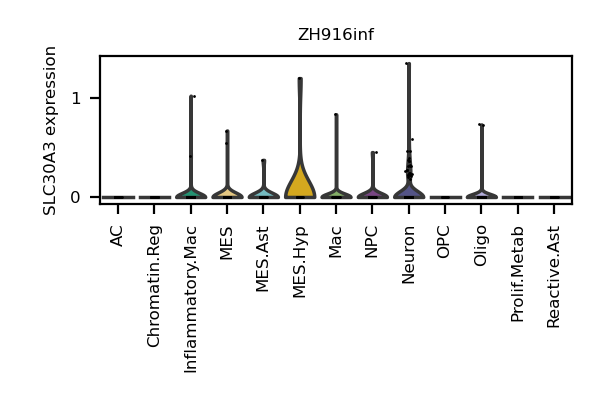 ZH916inf
SLC30A3 expression
1
0
AC
Chromatin.Reg
Inflammatory.Mac
MES
MES.Ast
MES.Hyp
Mac
NPC
Neuron
OPC
Oligo
Prolif.Metab
Reactive.Ast